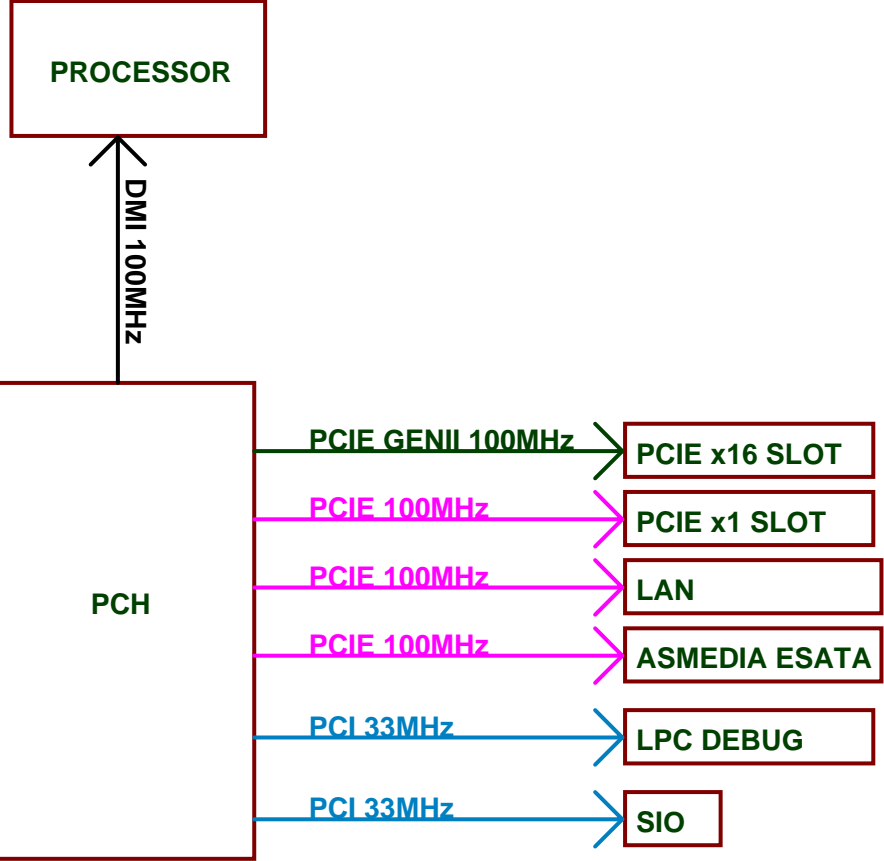 PROCESSOR
DMI 100MHz
PCIE GENII 100MHz
PCIE x16 SLOT
PCIE 100MHz
PCIE x1 SLOT
PCIE 100MHz
LAN
PCH
PCIE 100MHz
ASMEDIA ESATA
PCI 33MHz
LPC DEBUG
PCI 33MHz
SIO